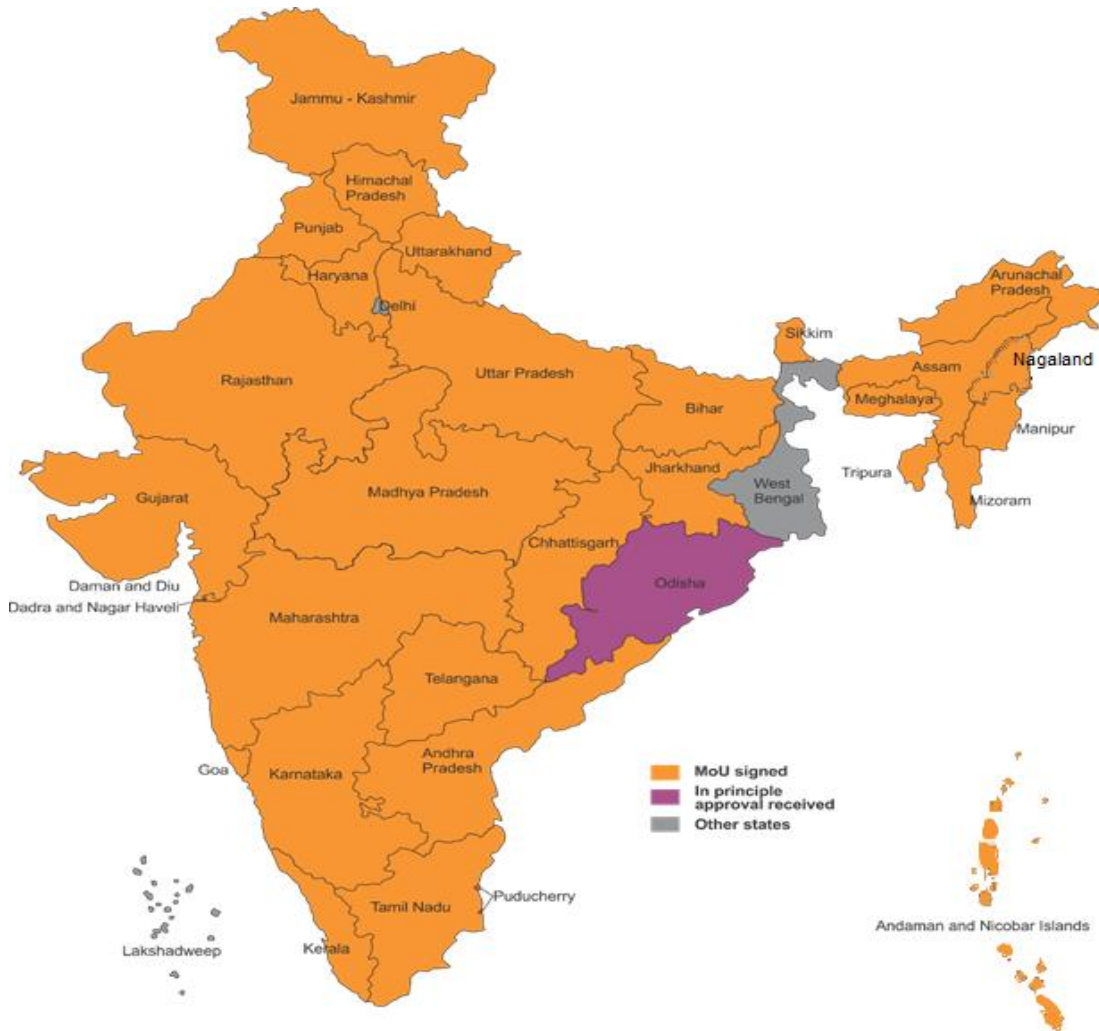 Jammu - Kashmir
Himachal
Pradesh
Punjab
Uttarakhand
Haryana
Delhi
Arunachal
Pradesh
Sikkim
Nagaland
Assam
Rajasthan
Uttar Pradesh
Meghalaya
Bihar
Manipur
Jharkhand
Tripura
West
Bengal
Madhya Pradesh
Gujarat
Mizoram
Chhattisgarh
Daman and Diu
Odisha
Dadra and Nagar Haveli
Maharashtra
Telangana
Andhra
Pradesh
Goa
Karnataka
MoU signed
In principle
approval received
Other states
Puducherry
Tamil Nadu
Andaman and Nicobar Islands
Kerala
Lakshadweep